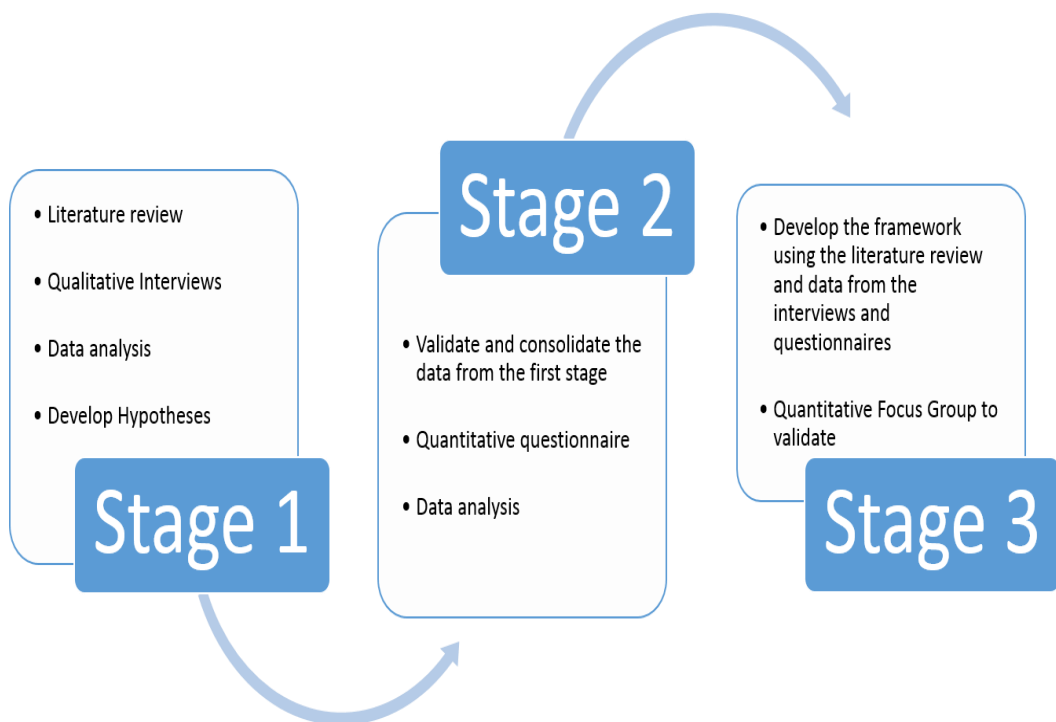 • Literature review
• Qualitative Interviews
• Data analysis
• Develop Hypotheses
Stage 1
Stage 2
• Validate and consolidate the
data from the first stage
• Quantitative questionnaire
• Data analysis
• Develop the framework
using the literature review
and data from the
interviews and
questionnaires
• Quantitative Focus Group to
validate
Stage 3